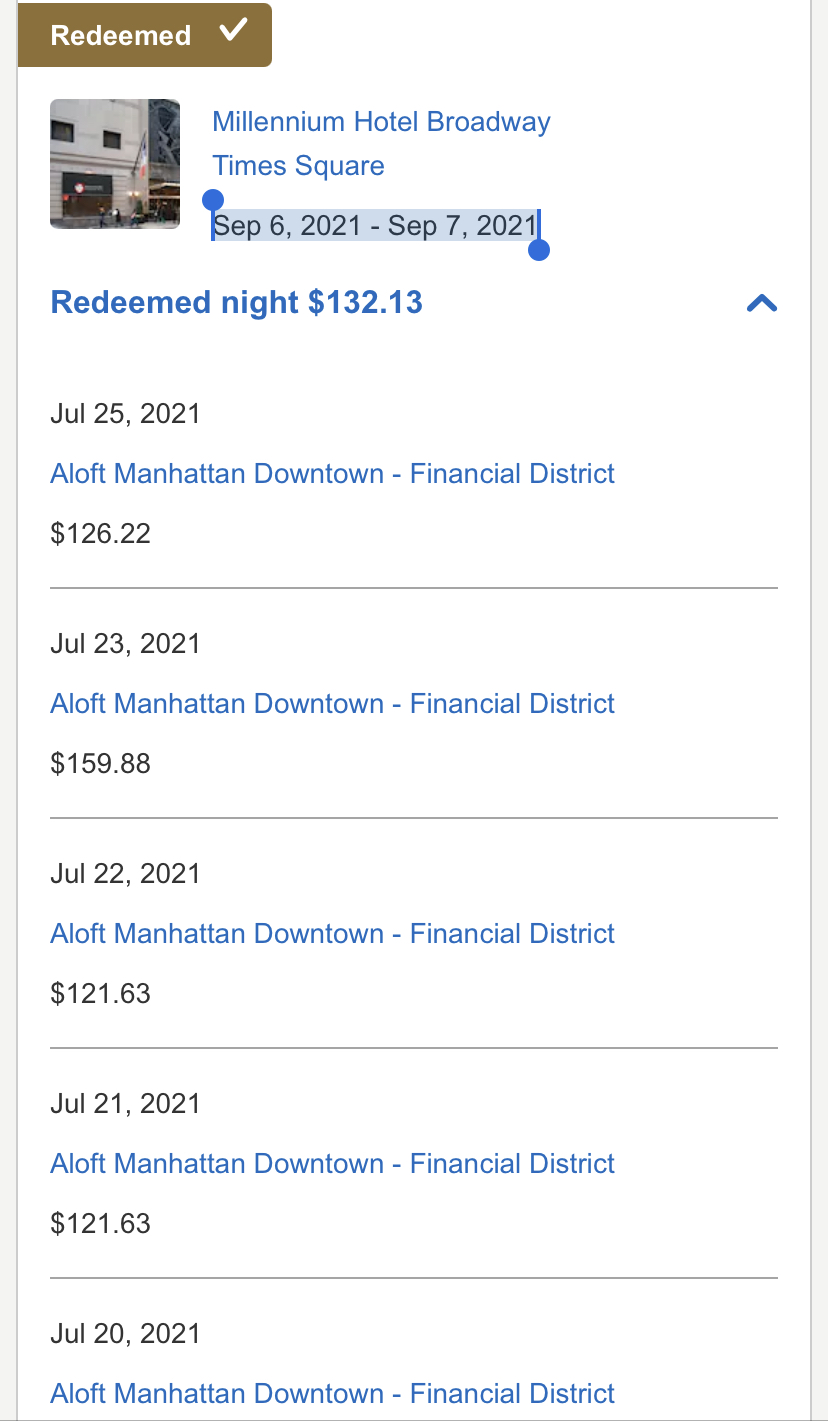 Redeemed
Millennium Hotel Broadway
Times Square
Sep 6, 2021 - Sep 7, 2021
Redeemed night $132.13
Jul 25, 2021
Aloft Manhattan Downtown - Financial District
$126.22
Jul 23, 2021
Aloft Manhattan Downtown - Financial District
$159.88
Jul 22, 2021
Aloft Manhattan Downtown - Financial District
$121.63
Jul 21, 2021
Aloft Manhattan Downtown - Financial District
$121.63
Jul 20, 2021
Aloft Manhattan Downtown - Financial District